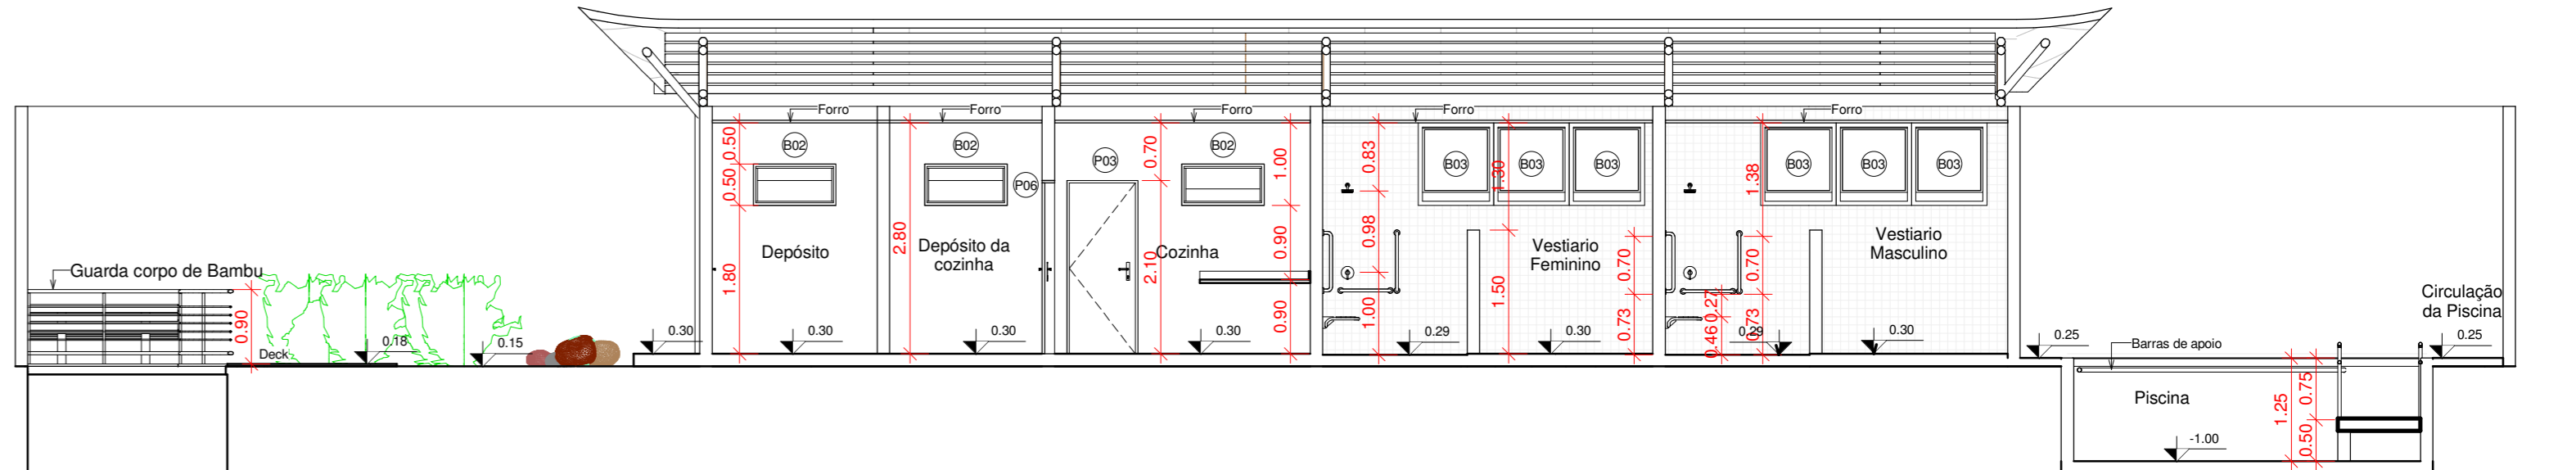 Forro
Forro
Forro
Forro
Forro
0.50
0.50
1.80
B02
Depósito
2.80
B02
P06
Depósito da
cozinha
P03
0.70
2.10
B02
Cozinha
1.00
0.90
0.90
0.83
0.98
1.00
B03
B03
B03
1.30
1.50
Vestiario
Feminino
0.70
0.73
1.38
0.70
0.73
0.27
0.46
B03
B03
B03
Vestiario
Masculino
Guarda corpo de Bambu
0.90
Deck
0.18
0.15
0.30
0.30
0.30
0.30
0.29
0.30
0.29
0.30
0.25
Circulação
da Piscina
0.25
Barras de apoio
Piscina
-1.00
1.25
0.75
0.50